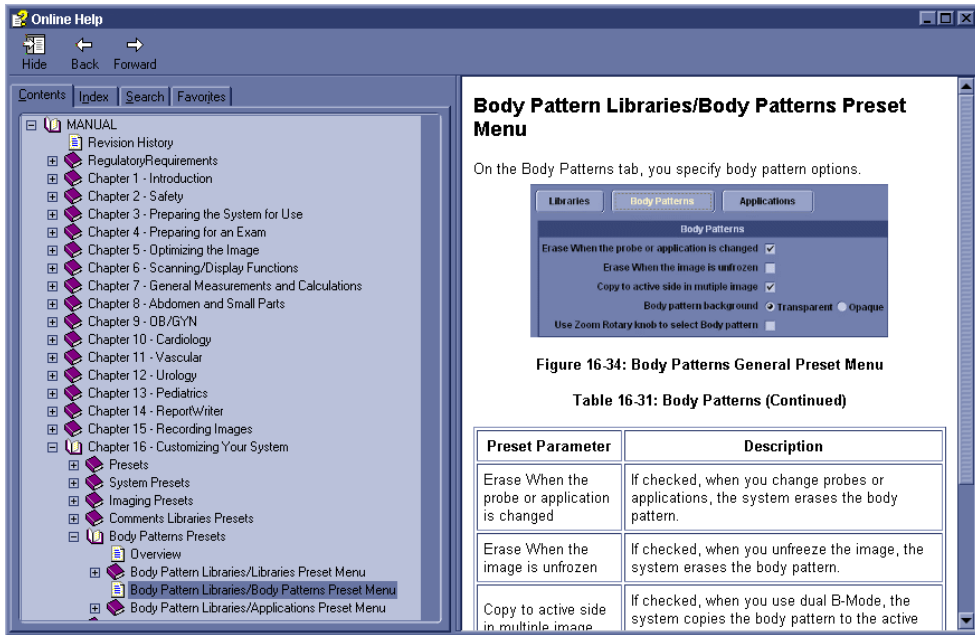 Online Help
Hide Back Forward
Contents Index Search Favorites
MANUAL
Revision History
RegulatoryRequirements
Chapter 1 - Introduction
Chapter 2 - Safety
Chapter 3 - Preparing the System for Use
Chapter 4 - Preparing for an Exam
Chapter 5 - Optimizing the Image
Chapter 6 - Scanning/Display Functions
Chapter 7 - General Measurements and Calculations
Chapter 8 - Abdomen and Small Parts
Chapter 9 - OB/GYN
Chapter 10 - Cardiology
Chapter 11 - Vascular
Chapter 12 - Urology
Chapter 13 - Pediatrics
Chapter 14 - ReportWriter
Chapter 15 - Recording Images
Chapter 16 - Customizing Your System
Presets
System Presets
Imaging Presets
Comments Libraries Presets
Body Patterns Presets
Overview
Body Pattern Libraries/Libraries Preset Menu
Body Pattern Libraries/Body Patterns Preset Menu
Body Pattern Libraries/Applications Preset Menu
Body Pattern Libraries/Body Patterns Preset
Menu
On the Body Patterns tab, you specify body pattern options.
Libraries Body Patterns Applications
Body Patterns
Erase When the probe or application is changed
Erase When the image is unfrozen
Copy to active side in mutiple image
Body pattern background Transparent Opaque
Use Zoom Rotary knob to select Body pattern
Figure 16-34: Body Patterns General Preset Menu
Table 16-31: Body Patterns (Continued)
Preset Parameter Description
Erase When the
probe or application
is changed
If checked, when you change probes or
applications, the system erases the body
pattern.
Erase When the
image is unfrozen
If checked, when you unfreeze the image, the
system erases the body pattern.
Copy to active side
in multiple image
If checked, when you use dual B-Mode, the
system copies the body pattern to the active